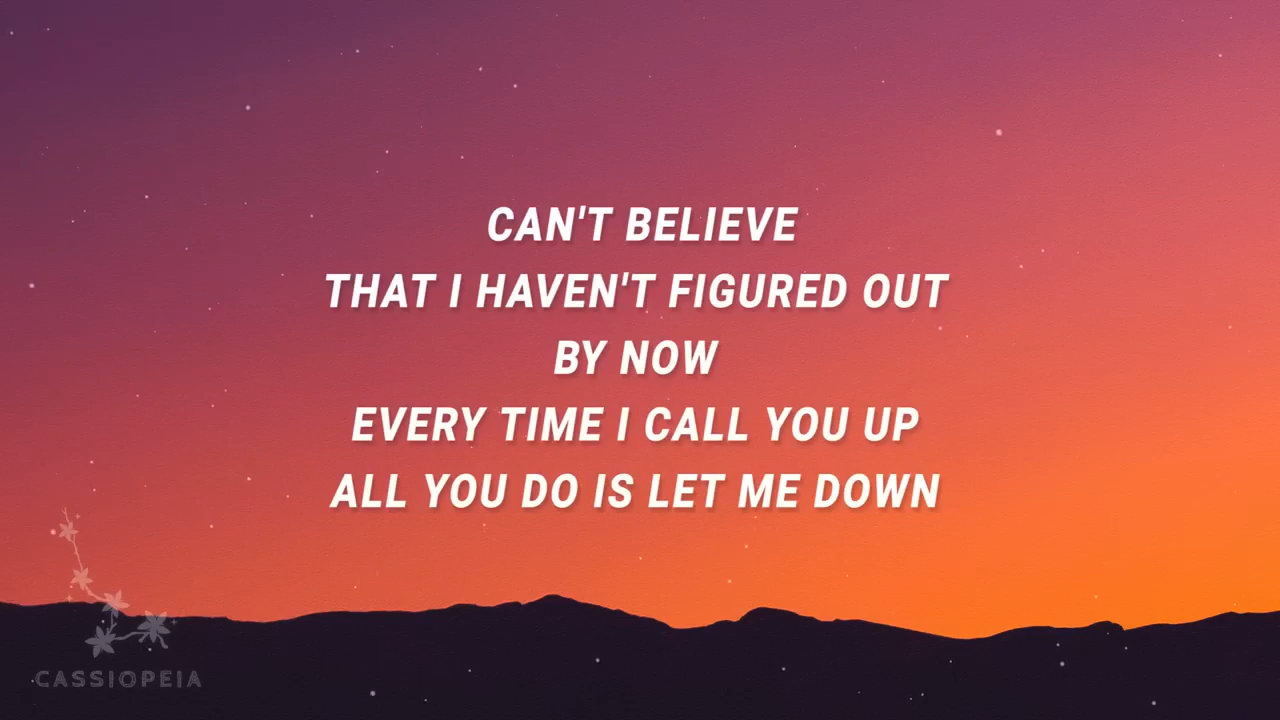 CAN'T BELIEVE
THAT I HAVEN'T FIGURED OUT
BY NOW
EVERY TIME I CALL YOU UP
ALL YOU DO IS LET ME DOWN
CASSIOPEIA